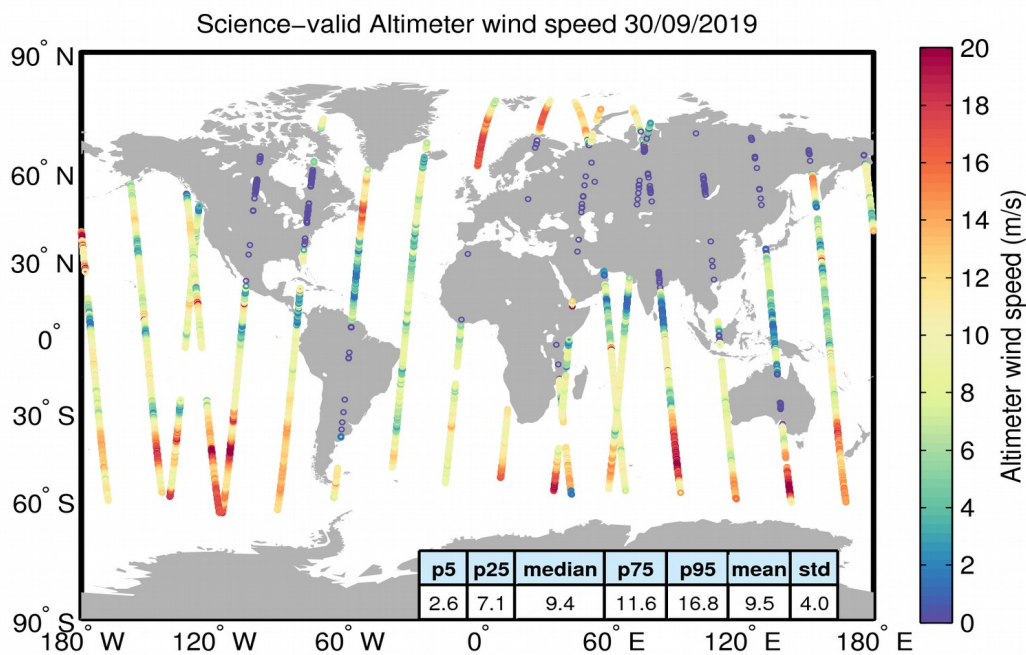 Science-valid Altimeter wind speed 30/09/2019
90° N
60° N
30° N
0°
30° S
60° S
90° S
180° W
120° W
60° W
0°
60° E
120° E
180° E
p5 p25 median p75 p95 mean std
2.6 7.1 9.4 11.6 16.8 9.5 4.0
20
18
16
14
12
10
8
6
4
2
0
Altimeter wind speed (m/s)